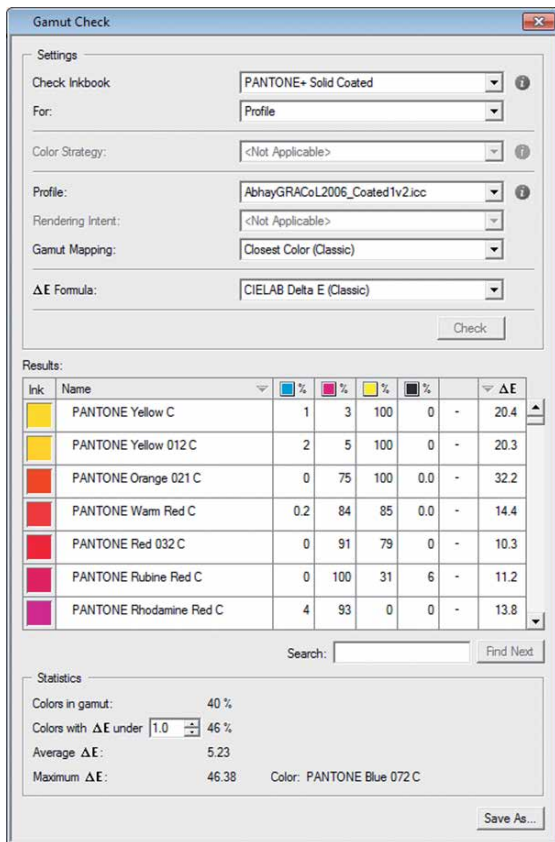 Gamut Check
Settings
Check Inkbook PANTONE+ Solid Coated
For: Profile
Color Strategy: <Not Applicable>
Profile: AbhayGRACoL2006_Coated1v2.icc
Rendering Intent: <Not Applicable>
Gamut Mapping: Closest Color (Classic)
ΔE Formula: CIELAB Delta E (Classic)
Check
Results:
Ink Name % % % % ΔE
PANTONE Yellow C 1 3 100 0 - 20.4
PANTONE Yellow 012 C 2 5 100 0 - 20.3
PANTONE Orange 021 C 0 75 100 0.0 - 32.2
PANTONE Warm Red C 0.2 84 85 0.0 - 14.4
PANTONE Red 032 C 0 91 79 0 - 10.3
PANTONE Rubine Red C 0 100 31 6 - 11.2
PANTONE Rhodamine Red C 4 93 0 0 - 13.8
Search: Find Next
Statistics
Colors in gamut: 40 %
Colors with ΔE under 1.0 46 %
Average ΔE: 5.23
Maximum ΔE: 46.38 Color: PANTONE Blue 072 C
Save As...